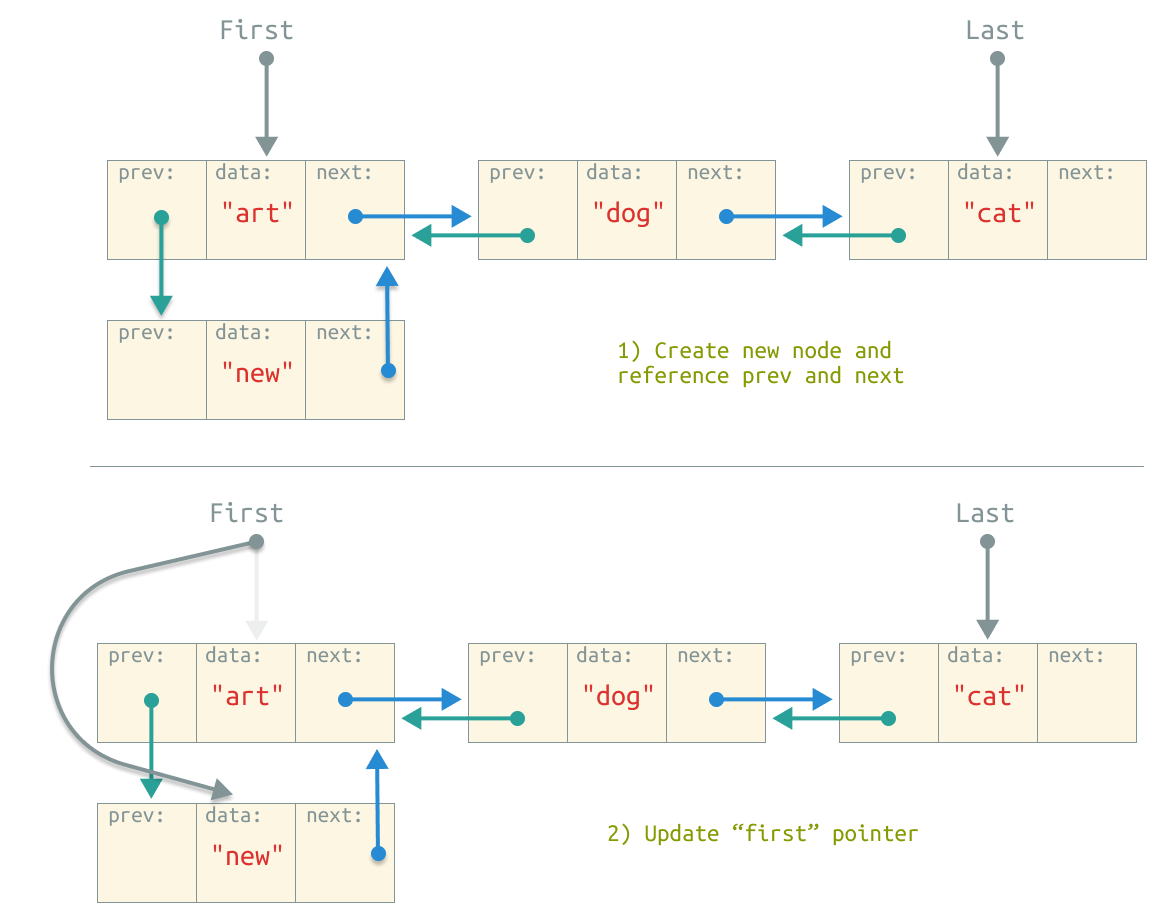 First Last
prev: data: next: prev: data: next: prev: data: next:
"art" "dog" "cat"
prev: data: next:
"new"
1) Create new node and
reference prev and next
First Last
prev: data: next: prev: data: next: prev: data: next:
"art" "dog" "cat"
prev: data: next:
"new"
2) Update “first” pointer